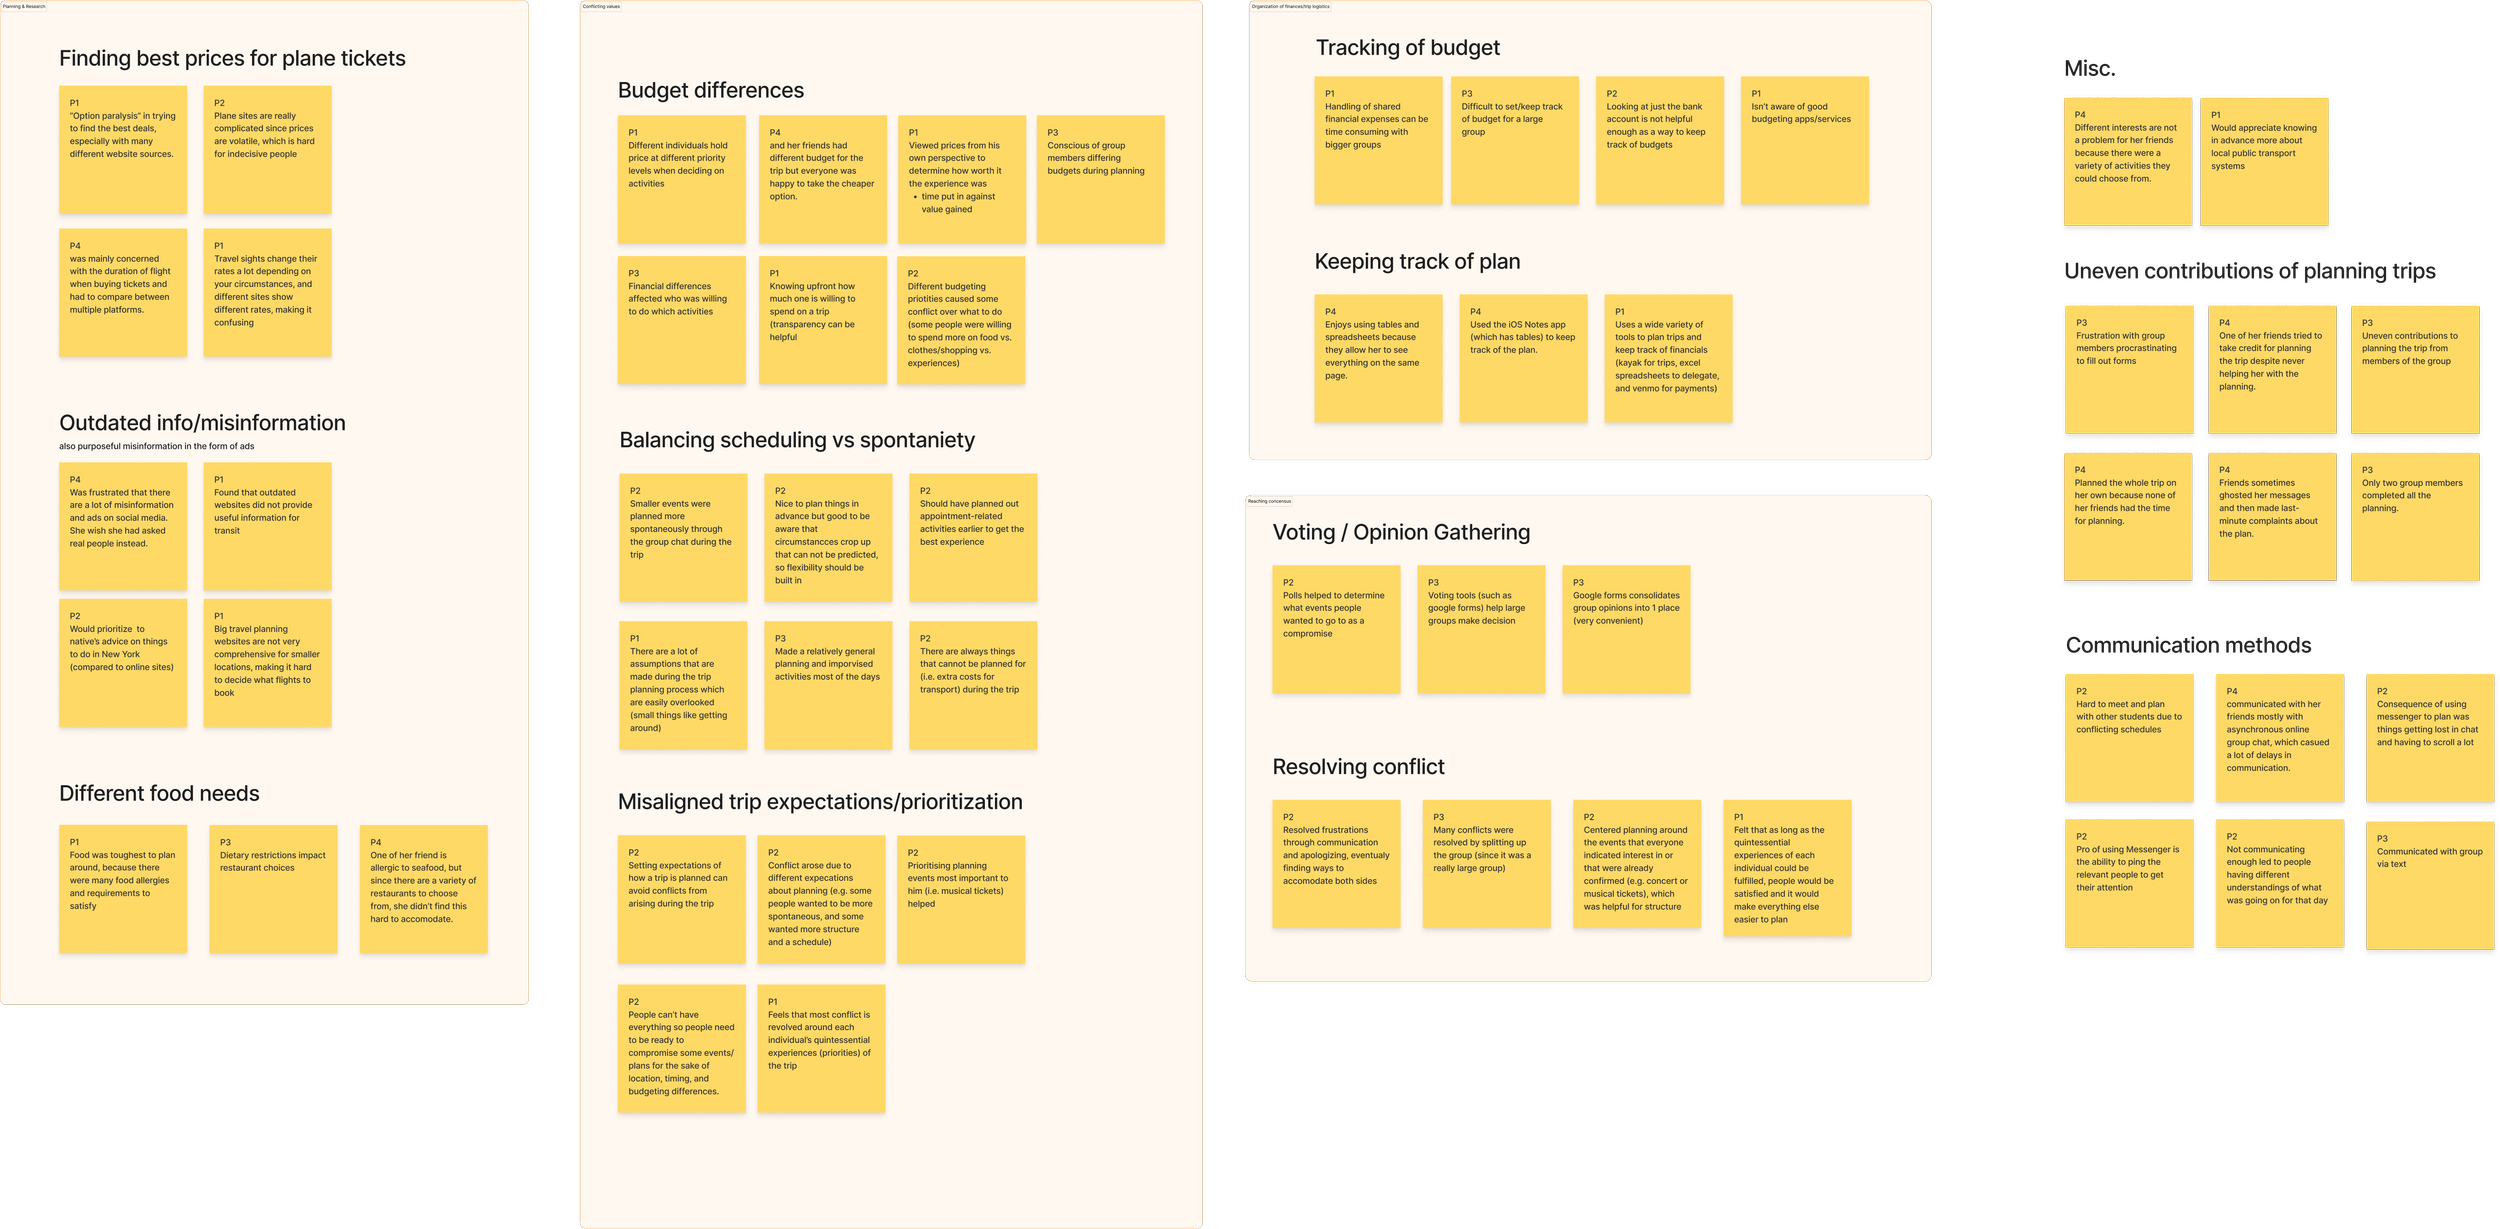 Planning & Research
Finding best prices for plane tickets
P1
“Option paralysis” in trying
to find the best deals,
especially with many
different website sources.
P2
Plane sites are really
complicated since prices
are volatile, which is hard
for indecisive people
P4
was mainly concerned
with the duration of flight
when buying tickets and
had to compare between
multiple platforms.
P1
Travel sights change their
rates a lot depending on
your circumstances, and
different sites show
different rates, making it
confusing
Outdated info/misinformation
also purposeful misinformation in the form of ads
P4
Was frustrated that there
are a lot of misinformation
and ads on social media.
She wish she had asked
real people instead.
P1
Found that outdated
websites did not provide
useful information for
transit
P2
Would prioritize  to
native’s advice on things
to do in New York
(compared to online sites)
P1
Big travel planning
websites are not very
comprehensive for smaller
locations, making it hard
to decide what flights to
book
Different food needs
P1
Food was toughest to plan
around, because there
were many food allergies
and requirements to
satisfy
P3
Dietary restrictions impact
restaurant choices
P4
One of her friend is
allergic to seafood, but
since there are a variety of
restaurants to choose
from, she didn’t find this
hard to accomodate.
Conflicting values
Budget differences
P1
Different individuals hold
price at different priority
levels when deciding on
activities
P4
and her friends had
different budget for the
trip but everyone was
happy to take the cheaper
option.
P1
Viewed prices from his
own perspective to
determine how worth it
the experience was
• time put in against
value gained
P3
Conscious of group
members differing
budgets during planning
P3
Financial differences
affected who was willing
to do which activities
P1
Knowing upfront how
much one is willing to
spend on a trip
(transparency can be
helpful
P2
Different budgeting
priotities caused some
conflict over what to do
(some people were willing
to spend more on food vs.
clothes/shopping vs.
experiences)
Balancing scheduling vs spontaniety
P2
Smaller events were
planned more
spontaneously through
the group chat during the
trip
P2
Nice to plan things in
advance but good to be
aware that
circumstancces crop up
that can not be predicted,
so flexibility should be
built in
P2
Should have planned out
appointment-related
activities earlier to get the
best experience
P1
There are a lot of
assumptions that are
made during the trip
planning process which
are easily overlooked
(small things like getting
around)
P3
Made a relatively general
planning and imporvised
activities most of the days
P2
There are always things
that cannot be planned for
(i.e. extra costs for
transport) during the trip
Misaligned trip expectations/prioritization
P2
Setting expectations of
how a trip is planned can
avoid conflicts from
arising during the trip
P2
Conflict arose due to
different expecations
about planning (e.g. some
people wanted to be more
spontaneous, and some
wanted more structure
and a schedule)
P2
Prioritising planning
events most important to
him (i.e. musical tickets)
helped
P2
People can’t have
everything so people need
to be ready to
compromise some events/
plans for the sake of
location, timing, and
budgeting differences.
P1
Feels that most conflict is
revolved around each
individual’s quintessential
experiences (priorities) of
the trip
Organization of finances/trip logistics
Tracking of budget
P1
Handling of shared
financial expenses can be
time consuming with
bigger groups
P3
Difficult to set/keep track
of budget for a large
group
P2
Looking at just the bank
account is not helpful
enough as a way to keep
track of budgets
P1
Isn’t aware of good
budgeting apps/services
Keeping track of plan
P4
Enjoys using tables and
spreadsheets because
they allow her to see
everything on the same
page.
P4
Used the iOS Notes app
(which has tables) to keep
track of the plan.
P1
Uses a wide variety of
tools to plan trips and
keep track of financials
(kayak for trips, excel
spreadsheets to delegate,
and venmo for payments)
Reaching concensus
Voting / Opinion Gathering
P2
Polls helped to determine
what events people
wanted to go to as a
compromise
P3
Voting tools (such as
google forms) help large
groups make decision
P3
Google forms consolidates
group opinions into 1 place
(very convenient)
Resolving conflict
P2
Resolved frustrations
through communication
and apologizing, eventualy
finding ways to
accomodate both sides
P3
Many conflicts were
resolved by splitting up
the group (since it was a
really large group)
P2
Centered planning around
the events that everyone
indicated interest in or
that were already
confirmed (e.g. concert or
musical tickets), which
was helpful for structure
P1
Felt that as long as the
quintessential
experiences of each
individual could be
fulfilled, people would be
satisfied and it would
make everything else
easier to plan
Misc.
P4
Different interests are not
a problem for her friends
because there were a
variety of activities they
could choose from.
P1
Would appreciate knowing
in advance more about
local public transport
systems
Uneven contributions of planning trips
P3
Frustration with group
members procrastinating
to fill out forms
P4
One of her friends tried to
take credit for planning
the trip despite never
helping her with the
planning.
P3
Uneven contributions to
planning the trip from
members of the group
P4
Planned the whole trip on
her own because none of
her friends had the time
for planning.
P4
Friends sometimes
ghosted her messages
and then made last-
minute complaints about
the plan.
P3
Only two group members
completed all the
planning.
Communication methods
P2
Hard to meet and plan
with other students due to
conflicting schedules
P4
communicated with her
friends mostly with
asynchronous online
group chat, which casued
a lot of delays in
communication.
P2
Consequence of using
messenger to plan was
things getting lost in chat
and having to scroll a lot
P2
Pro of using Messenger is
the ability to ping the
relevant people to get
their attention
P2
Not communicating
enough led to people
having different
understandings of what
was going on for that day
P3
Communicated with group
via text